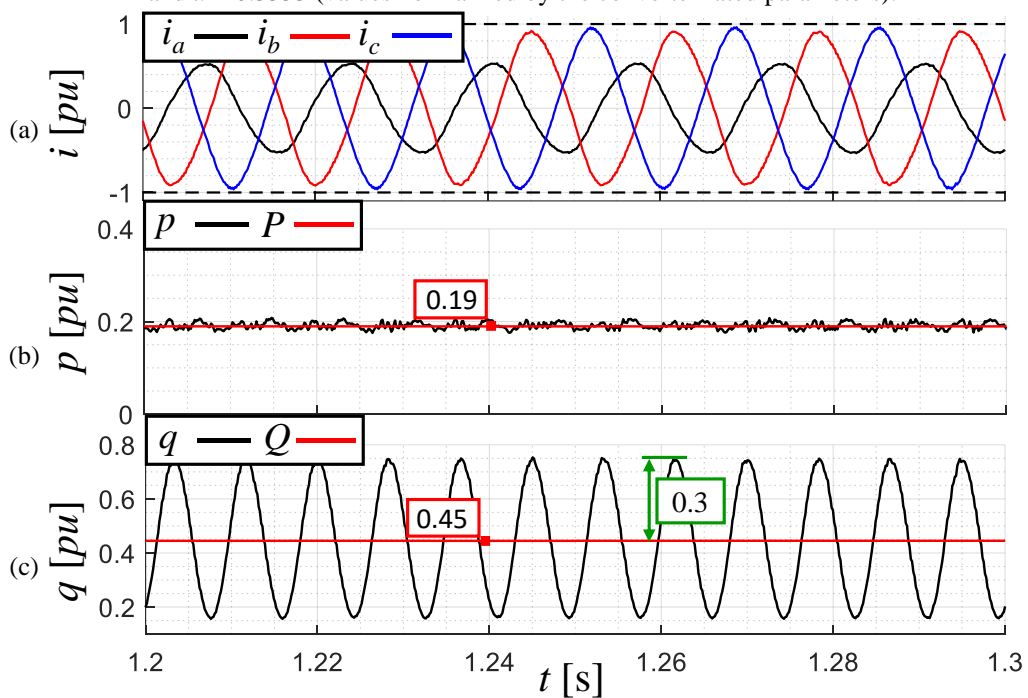 1
i_a i_b i_c
0
-1
(a)
i [pu]
p P
0.4
0.2
0
0.19
(b)
p [pu]
q Q
0.8
0.6
0.4
0.2
0.45
0.3
(c)
q [pu]
1.2 1.22 1.24 1.26 1.28 1.3
t [s]